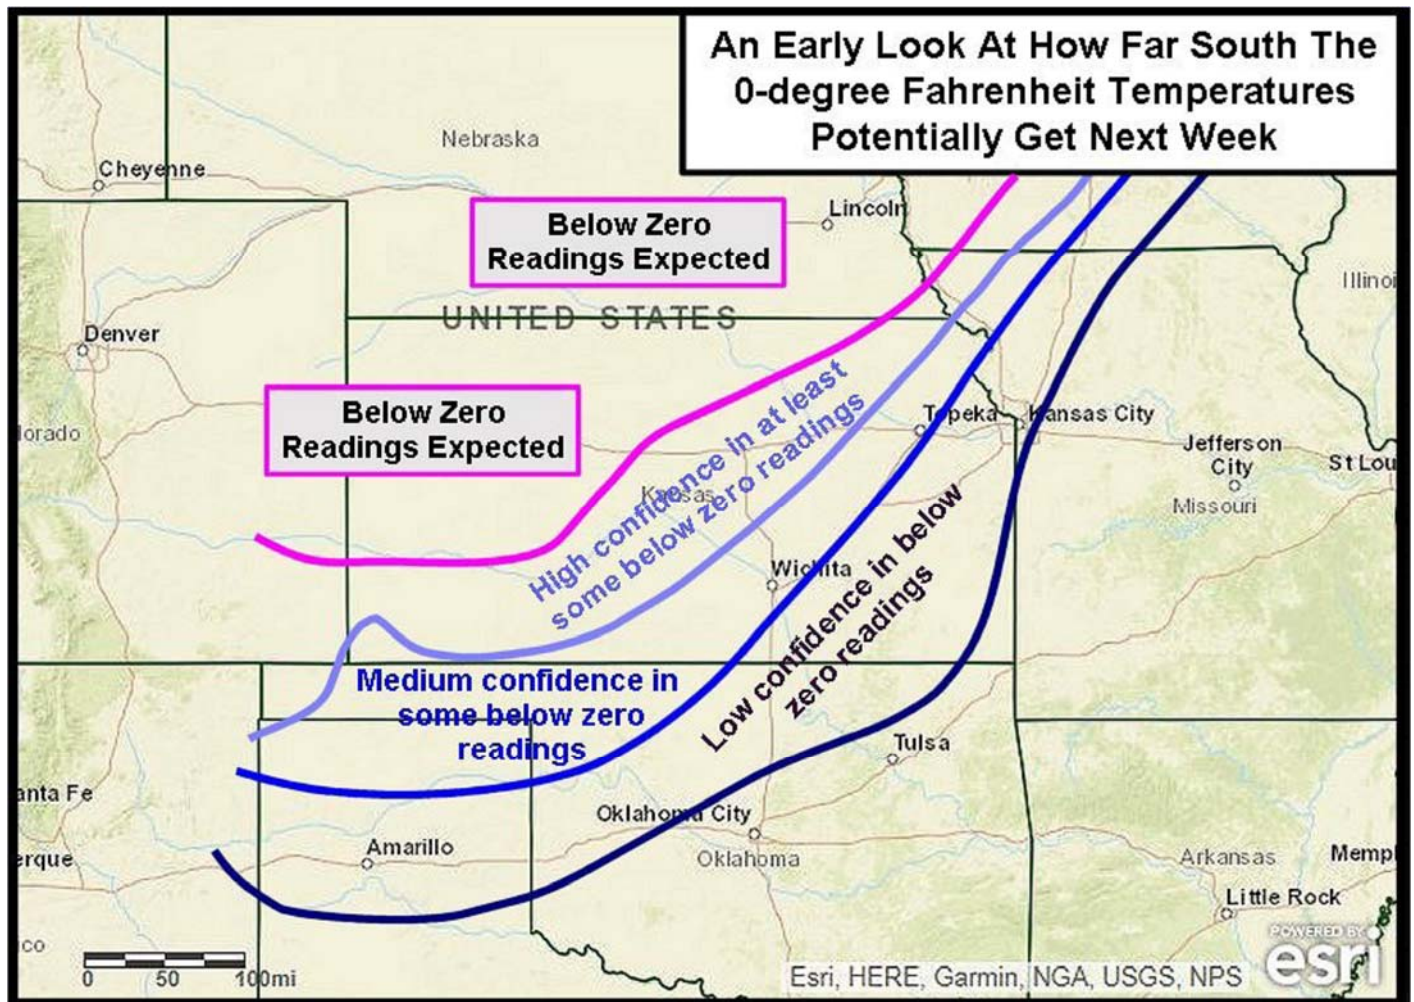 An Early Look At How Far South The
0-degree Fahrenheit Temperatures
Potentially Get Next Week
Nebraska
Cheyenne
Lincoln
Below Zero
Readings Expected
Illinoi
UNITED STATES
Denver
Below Zero
Readings Expected
lorado
High confidence in at least
some below zero readings
Topeka
Kansas City
Jefferson
City
St Lou
Kansas
Missouri
Low confidence in below
zero readings
Wichita
Medium confidence in
some below zero
readings
Tulsa
anta Fe
Oklahoma City
Amarillo
erque
Oklahoma
Arkansas
Memp
Little Rock
co
0 50 100mi
Esri, HERE, Garmin, NGA, USGS, NPS
POWERED BY
esri